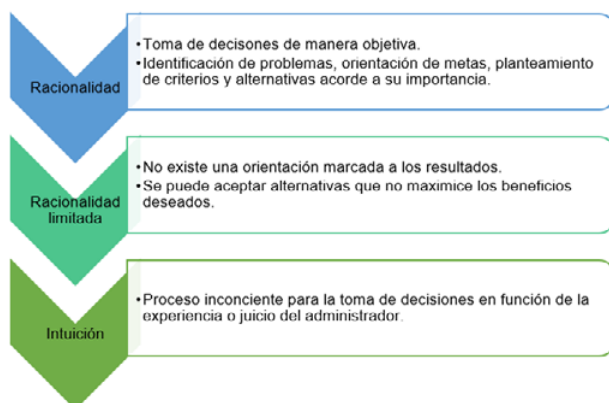 Racionalidad
•Toma de decisones de manera objetiva.
•Identificación de problemas, orientación de metas, planteamiento
de criterios y alternativas acorde a su importancia.
Racionalidad
limitada
•No existe una orientación marcada a los resultados.
•Se puede aceptar alternativas que no maximice los beneficios
deseados.
Intuición
•Proceso inconciente para la toma de decisiones en función de la
experiencia o juicio del administrador.